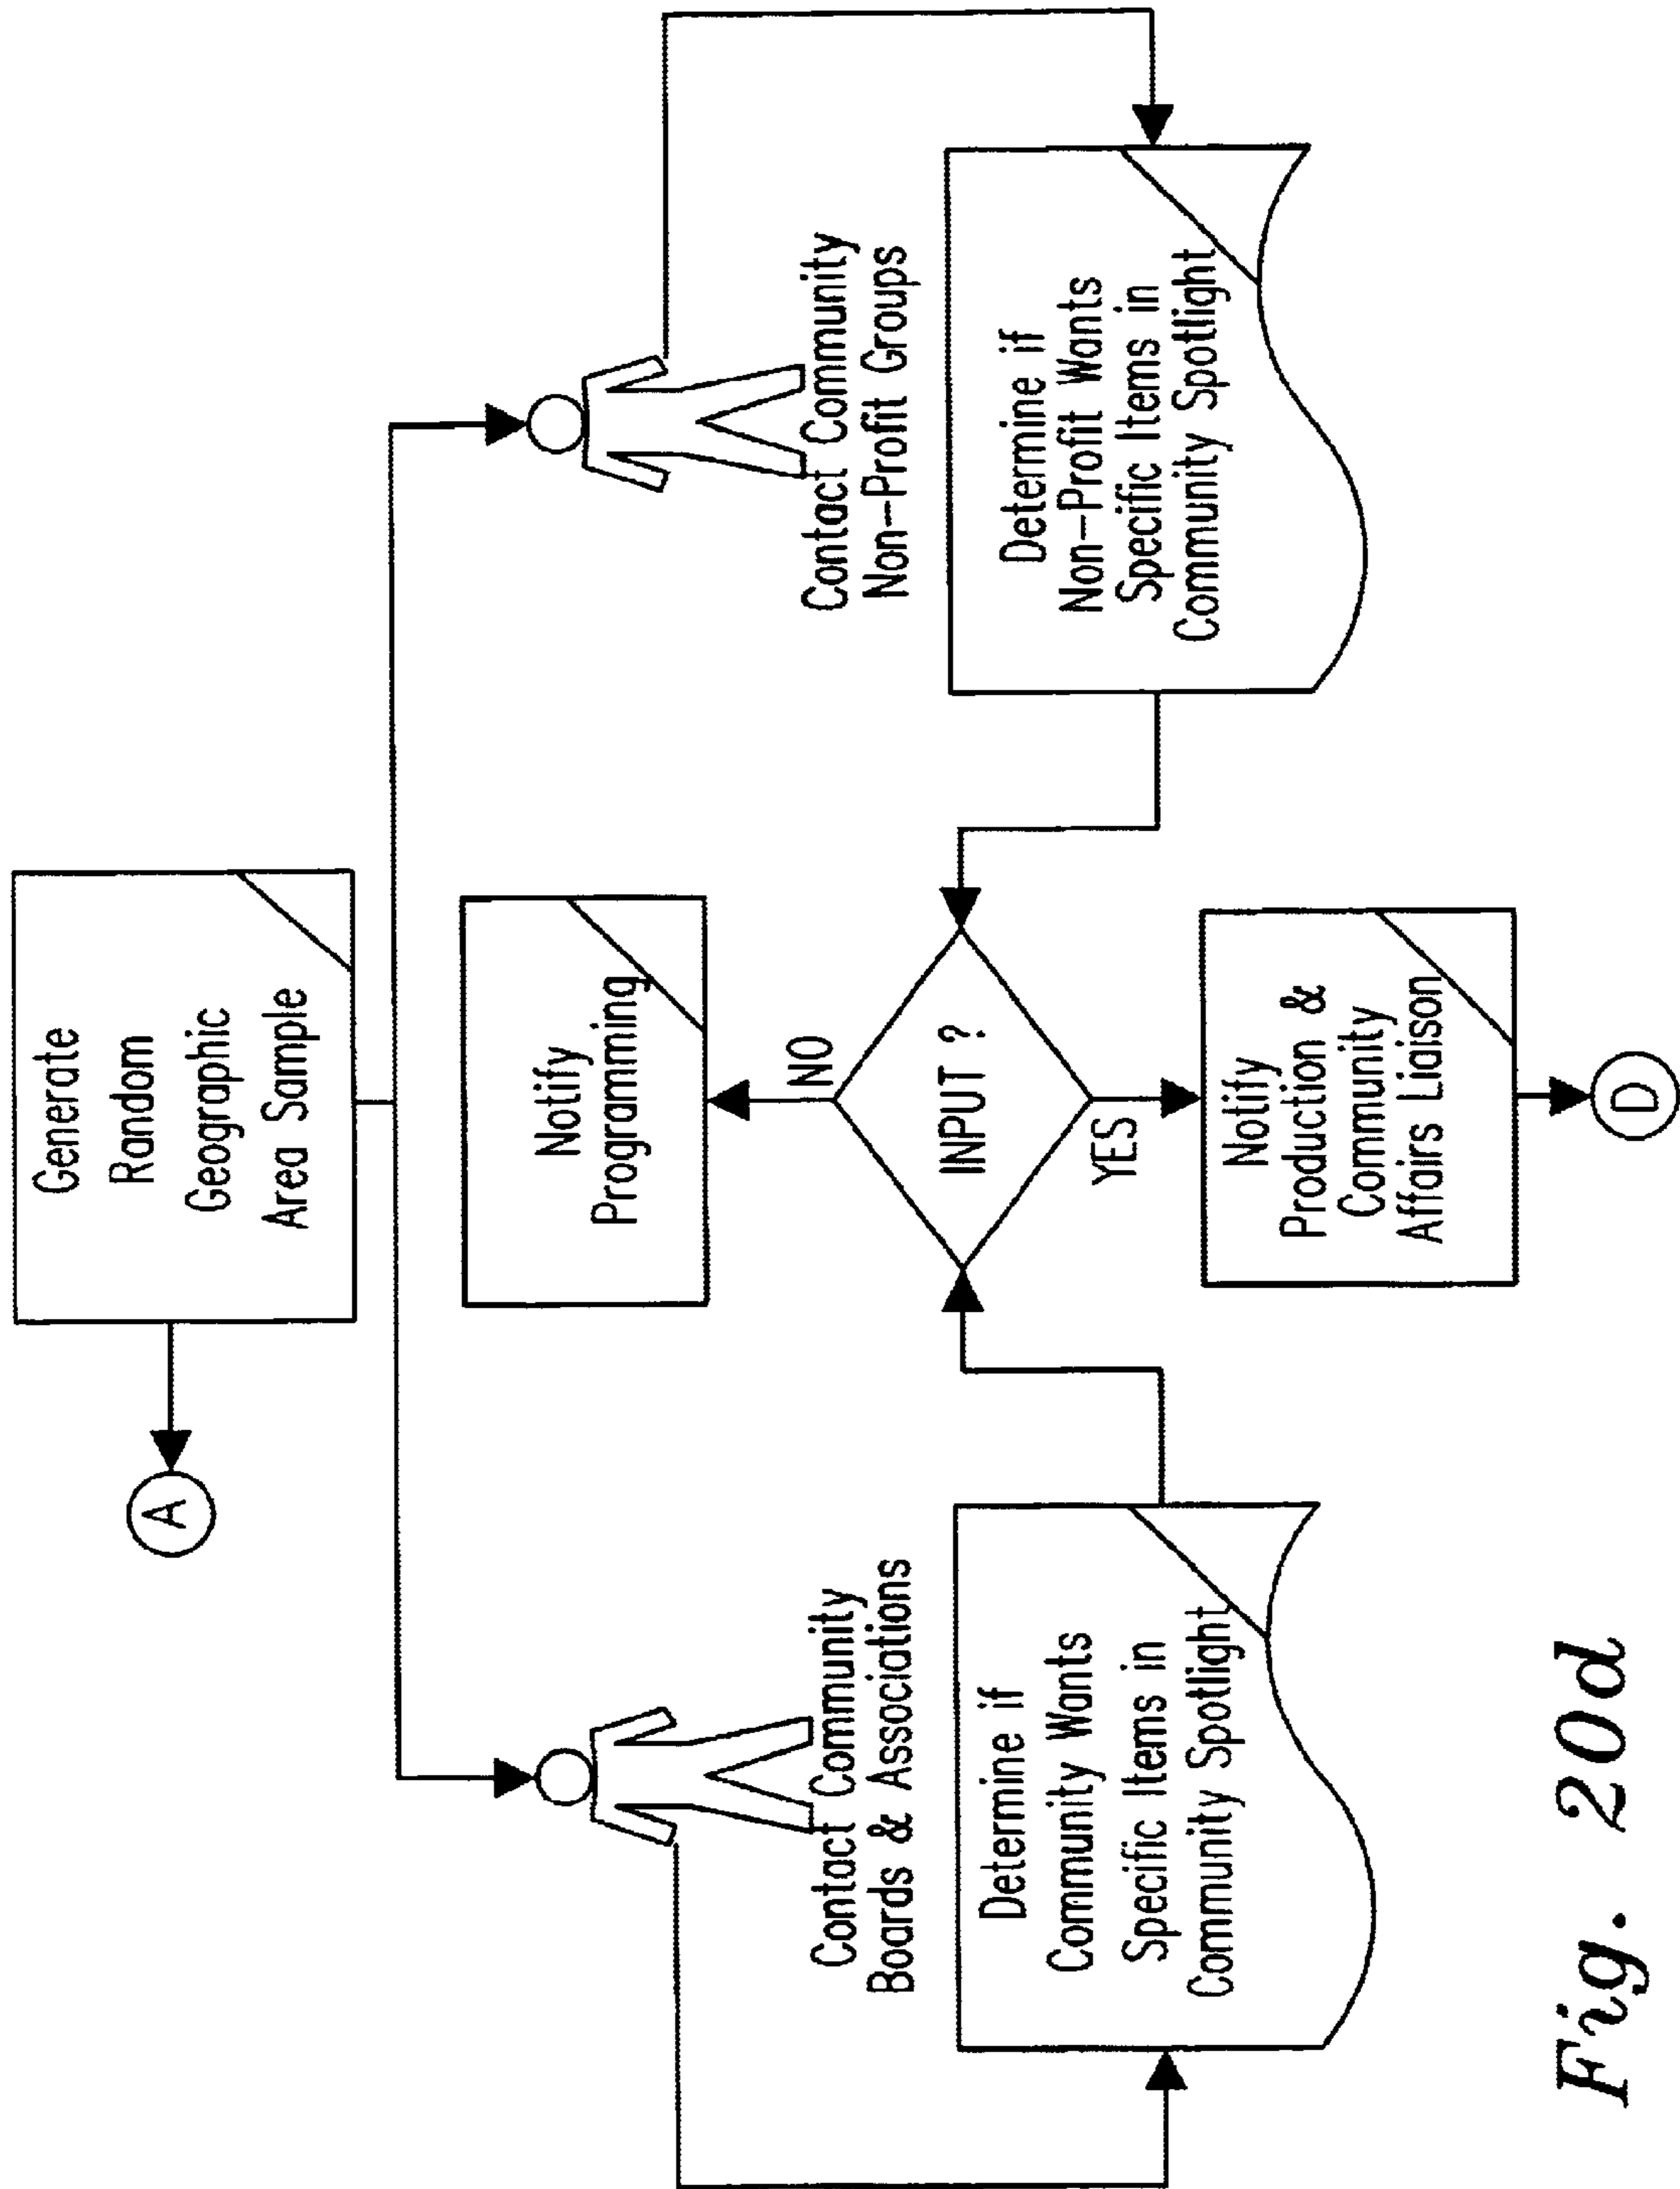 Generate
Random
Geographic
Area Sample
A
Contact Community
Boards & Associations
Contact Community
Non-Profit Groups
Notify
Programming
NO
INPUT ?
YES
Determine if
Community Wants
Specific Items in
Community Spotlight
Determine if
Non-Profit Wants
Specific Items in
Community Spotlight
Notify
Production &
Community
Affairs Liaison
D
Fig. 20d